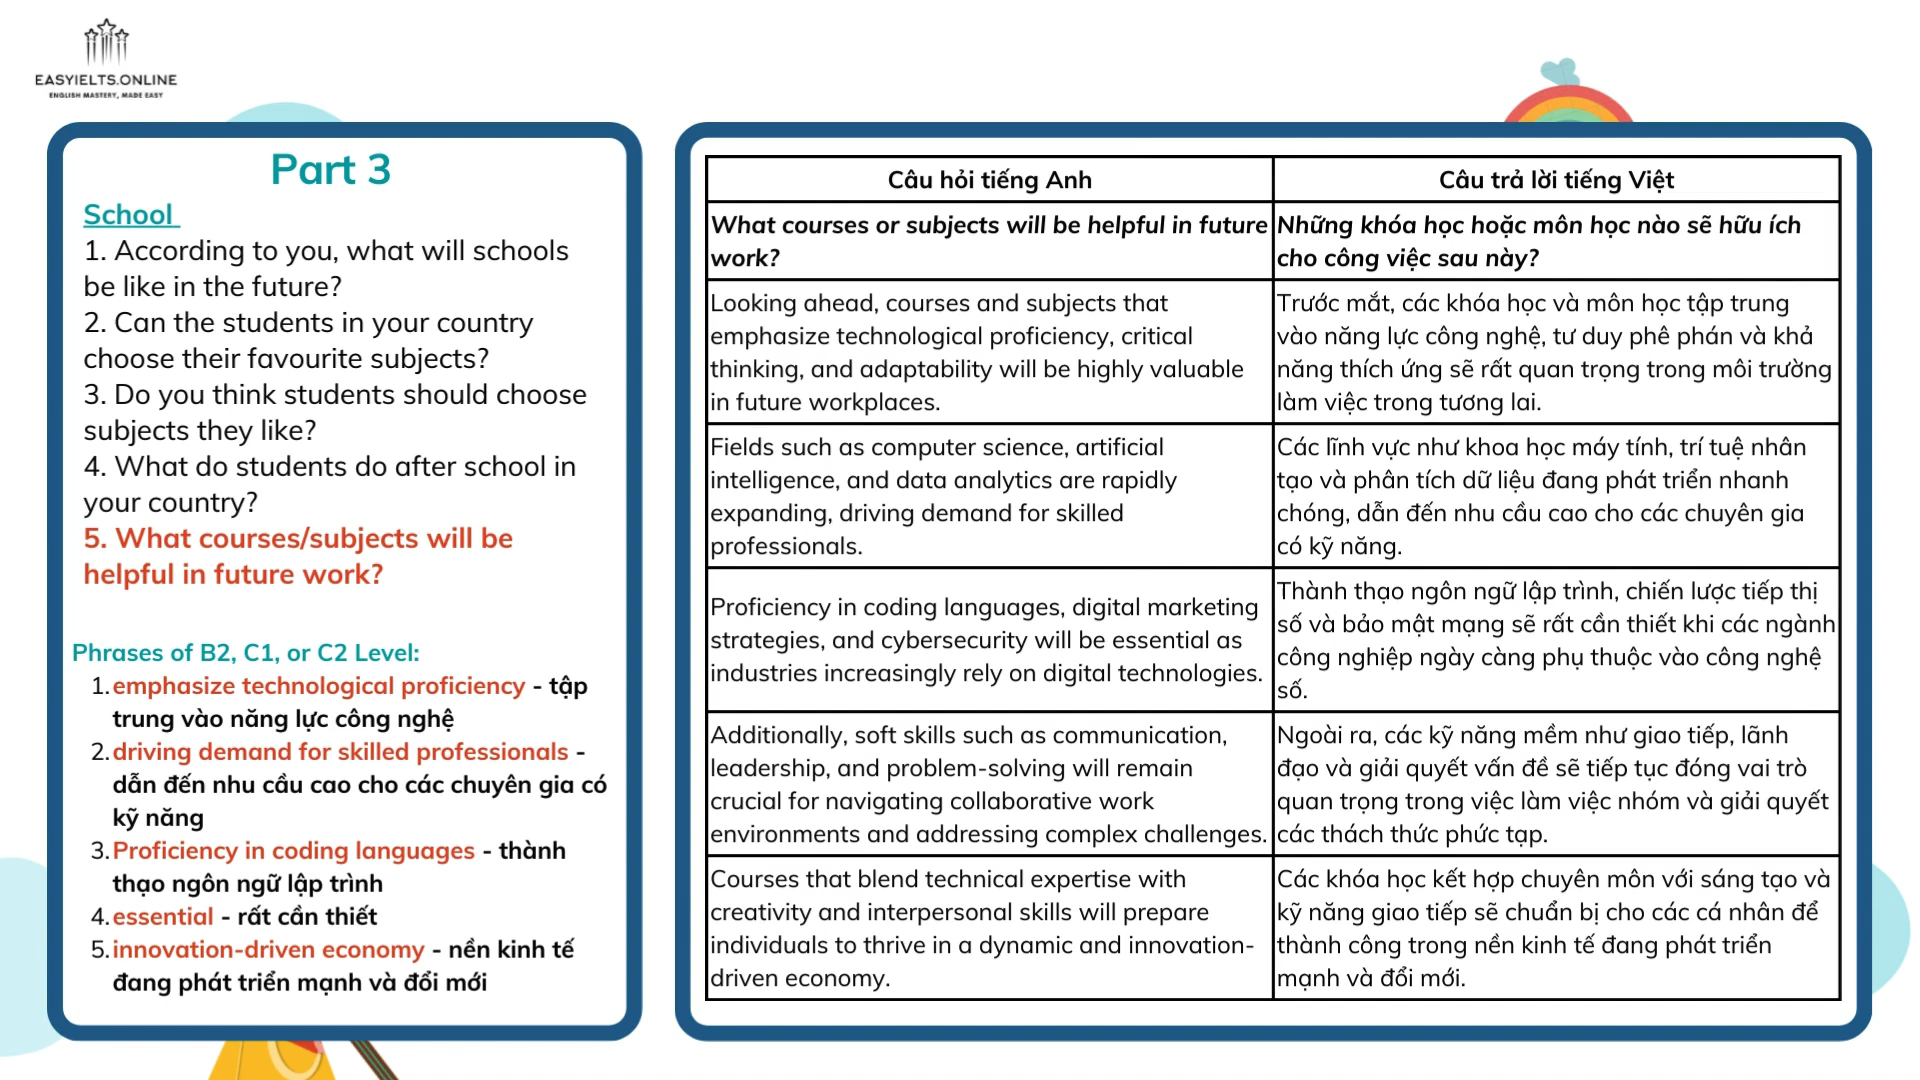 EASYIELTS.ONLINE
ENGLISH MASTERY, MADE EASY
Part 3
School
1. According to you, what will schools
be like in the future?
2. Can the students in your country
choose their favourite subjects?
3. Do you think students should choose
subjects they like?
4. What do students do after school in
your country?
5. What courses/subjects will be
helpful in future work?
Phrases of B2, C1, or C2 Level:
1. emphasize technological proficiency - tập
trung vào năng lực công nghệ
2. driving demand for skilled professionals -
dẫn đến nhu cầu cao cho các chuyên gia có
kỹ năng
3. Proficiency in coding languages - thành
thạo ngôn ngữ lập trình
4. essential - rất cần thiết
5. innovation-driven economy - nền kinh tế
đang phát triển mạnh và đổi mới
Câu hỏi tiếng Anh
Câu trả lời tiếng Việt
What courses or subjects will be helpful in future
work?
Những khóa học hoặc môn học nào sẽ hữu ích
cho công việc sau này?
Looking ahead, courses and subjects that
emphasize technological proficiency, critical
thinking, and adaptability will be highly valuable
in future workplaces.
Trước mắt, các khóa học và môn học tập trung
vào năng lực công nghệ, tư duy phê phán và khả
năng thích ứng sẽ rất quan trọng trong môi trường
làm việc trong tương lai.
Fields such as computer science, artificial
intelligence, and data analytics are rapidly
expanding, driving demand for skilled
professionals.
Các lĩnh vực như khoa học máy tính, trí tuệ nhân
tạo và phân tích dữ liệu đang phát triển nhanh
chóng, dẫn đến nhu cầu cao cho các chuyên gia
có kỹ năng.
Proficiency in coding languages, digital marketing
strategies, and cybersecurity will be essential as
industries increasingly rely on digital technologies.
Thành thạo ngôn ngữ lập trình, chiến lược tiếp thị
số và bảo mật mạng sẽ rất cần thiết khi các ngành
công nghiệp ngày càng phụ thuộc vào công nghệ
số.
Additionally, soft skills such as communication,
leadership, and problem-solving will remain
crucial for navigating collaborative work
environments and addressing complex challenges.
Ngoài ra, các kỹ năng mềm như giao tiếp, lãnh
đạo và giải quyết vấn đề sẽ tiếp tục đóng vai trò
quan trọng trong việc làm việc nhóm và giải quyết
các thách thức phức tạp.
Courses that blend technical expertise with
creativity and interpersonal skills will prepare
individuals to thrive in a dynamic and innovation-
driven economy.
Các khóa học kết hợp chuyên môn với sáng tạo và
kỹ năng giao tiếp sẽ chuẩn bị cho các cá nhân để
thành công trong nền kinh tế đang phát triển
mạnh và đổi mới.